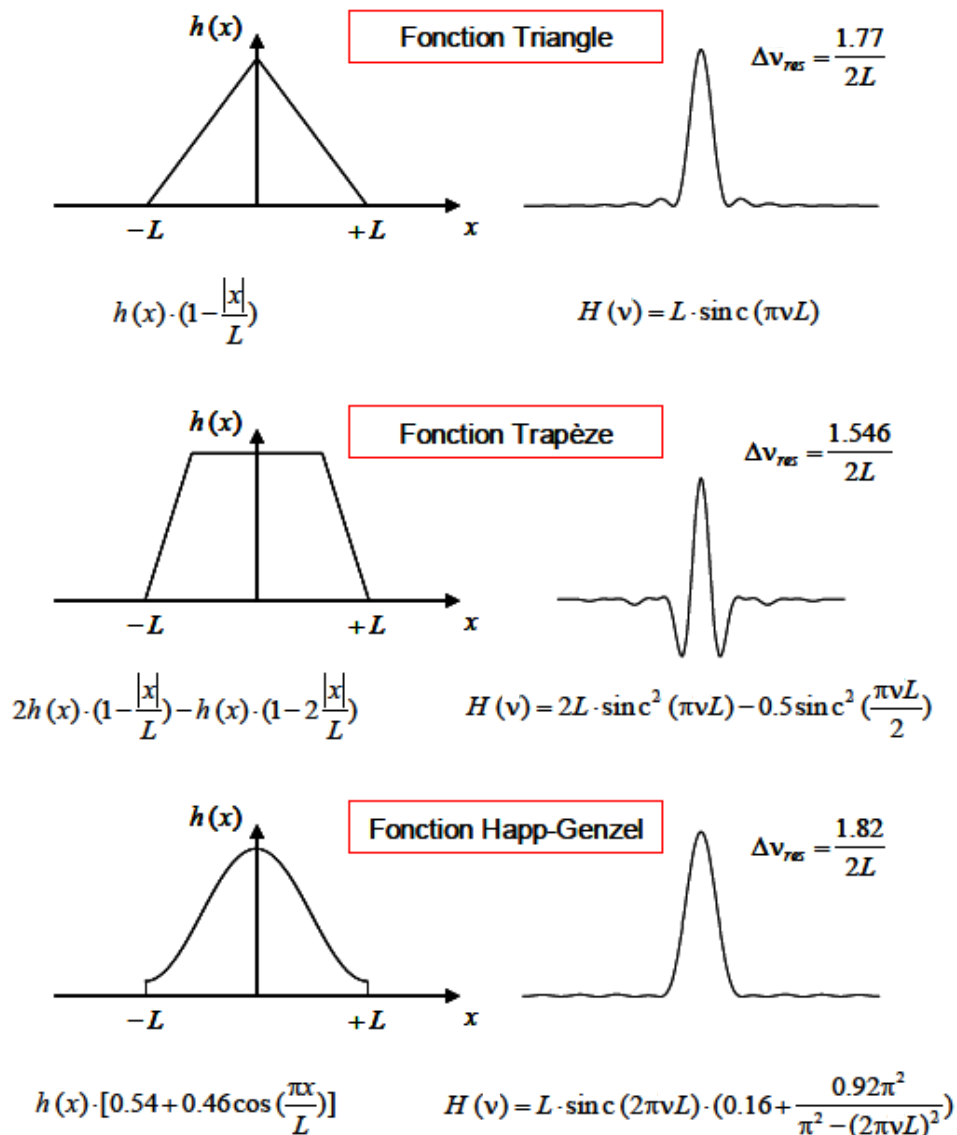 h(x)
Fonction Triangle
Δν_res = 1.77/2L
−L +L x
h(x)·(1−|x|/L)
H(ν) = L·sinc(πνL)
h(x)
Fonction Trapèze
Δν_res = 1.546/2L
−L +L x
2h(x)·(1−|x|/L)−h(x)·(1−2|x|/L)
H(ν) = 2L·sinc²(πνL)−0.5sinc²(πνL/2)
h(x)
Fonction Happ-Genzel
Δν_res = 1.82/2L
−L +L x
h(x)·[0.54+0.46cos(πx/L)]
H(ν) = L·sinc(2πνL)·(0.16+0.92π²/π²−(2πνL)²)